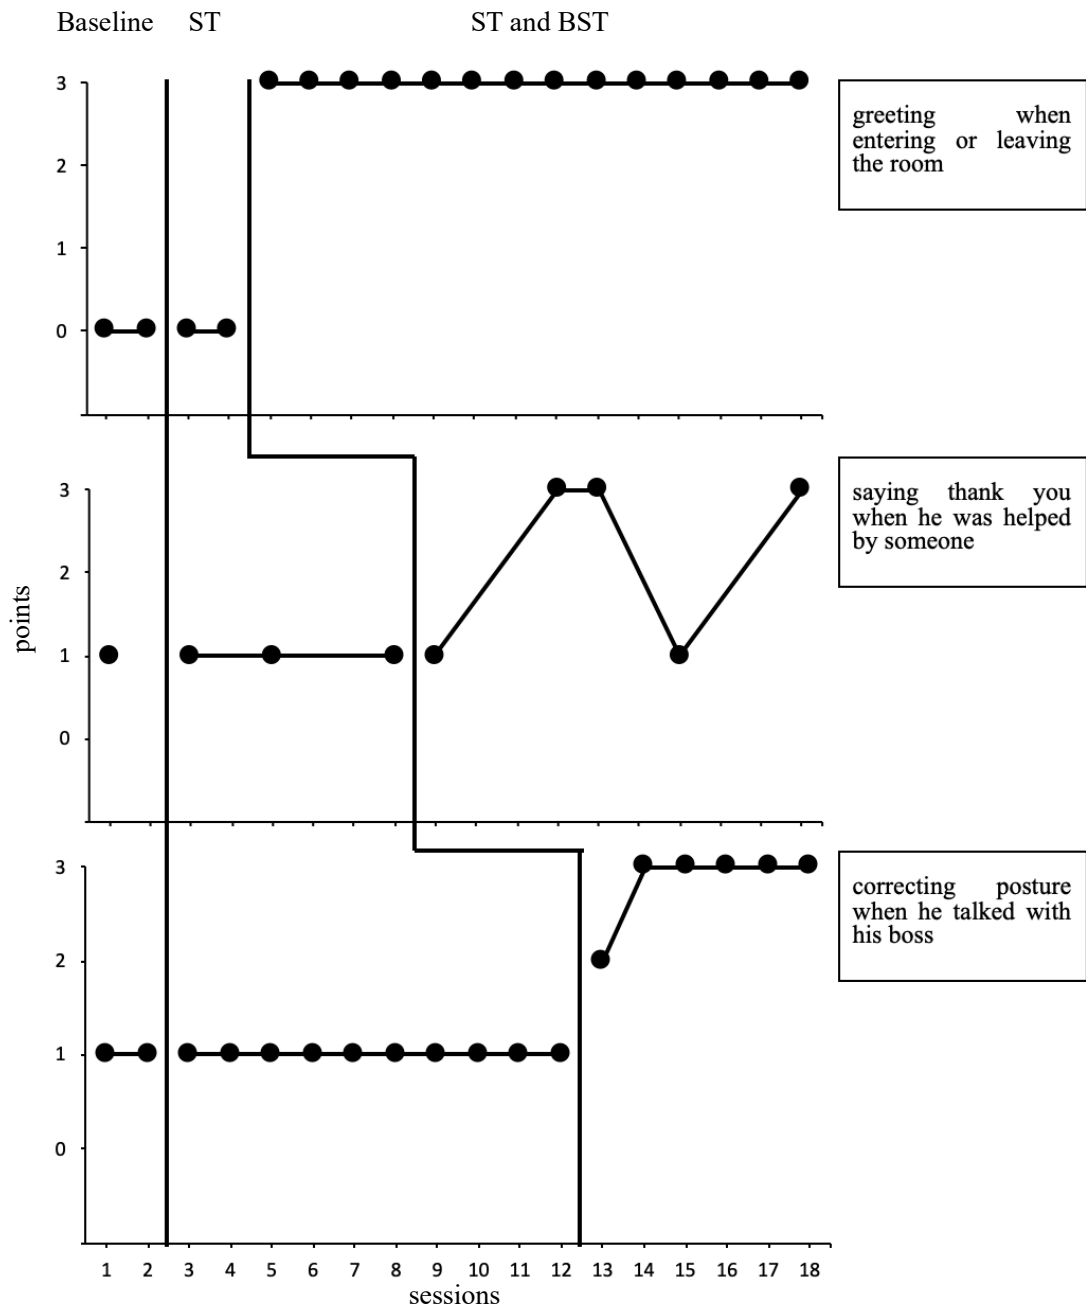 Baseline ST ST and BST
3
2
1
0
greeting when
entering or leaving
the room
points
3
2
1
0
saying thank you
when he was helped
by someone
3
2
1
0
correcting posture
when he talked with
his boss
1 2 3 4 5 6 7 8 9 10 11 12 13 14 15 16 17 18
sessions